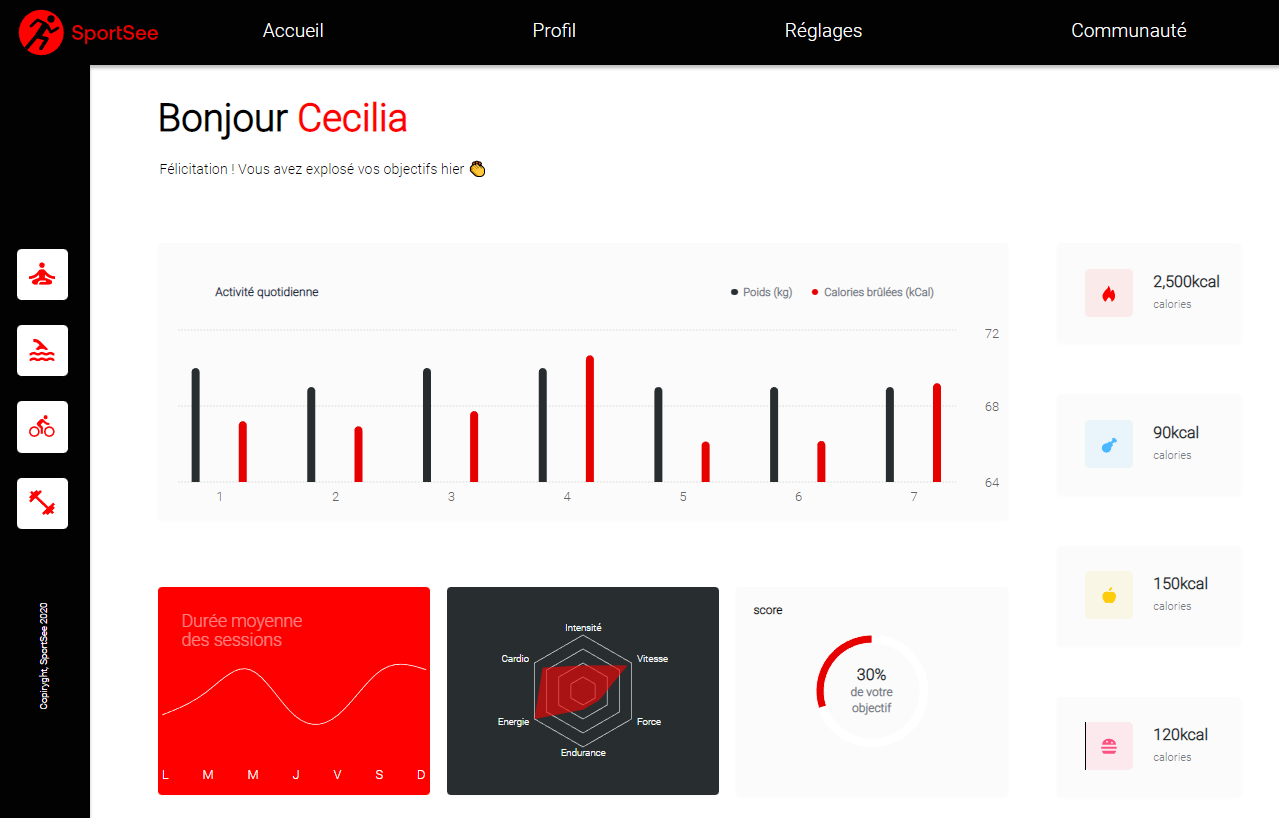 SportSee
Accueil
Profil
Réglages
Communauté
Bonjour Cecilia
Félicitation ! Vous avez explosé vos objectifs hier 👏
Activité quotidienne
Poids (kg)
Calories brûlées (kCal)
72
68
64
1
2
3
4
5
6
7
2,500kcal
calories
90kcal
calories
150kcal
calories
120kcal
calories
Durée moyenne
des sessions
L
M
M
J
V
S
D
Intensité
Vitesse
Force
Endurance
Energie
Cardio
score
30%
de votre
objectif
Copiryght, SportSee 2020